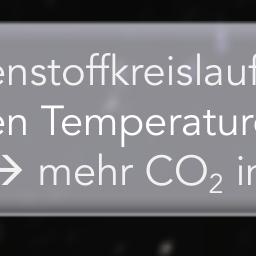 enstoffkreislauf
en Temperature
→ mehr CO₂ in